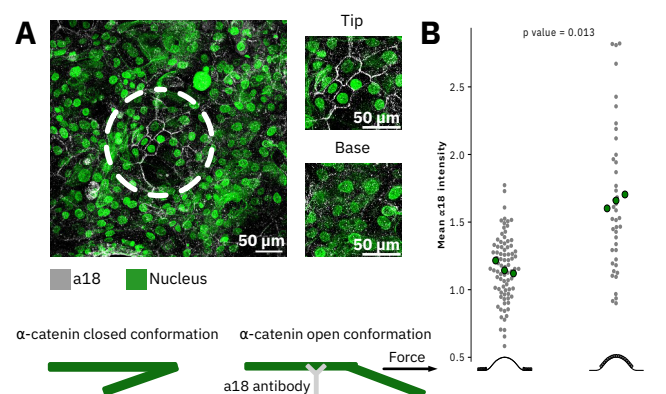 A
Tip
50 µm
Base
50 µm
50 µm
a18
Nucleus
α-catenin closed conformation
α-catenin open conformation
Force
a18 antibody
B
p value = 0.013
Mean α18 intensity
2.5
2.0
1.5
1.0
0.5